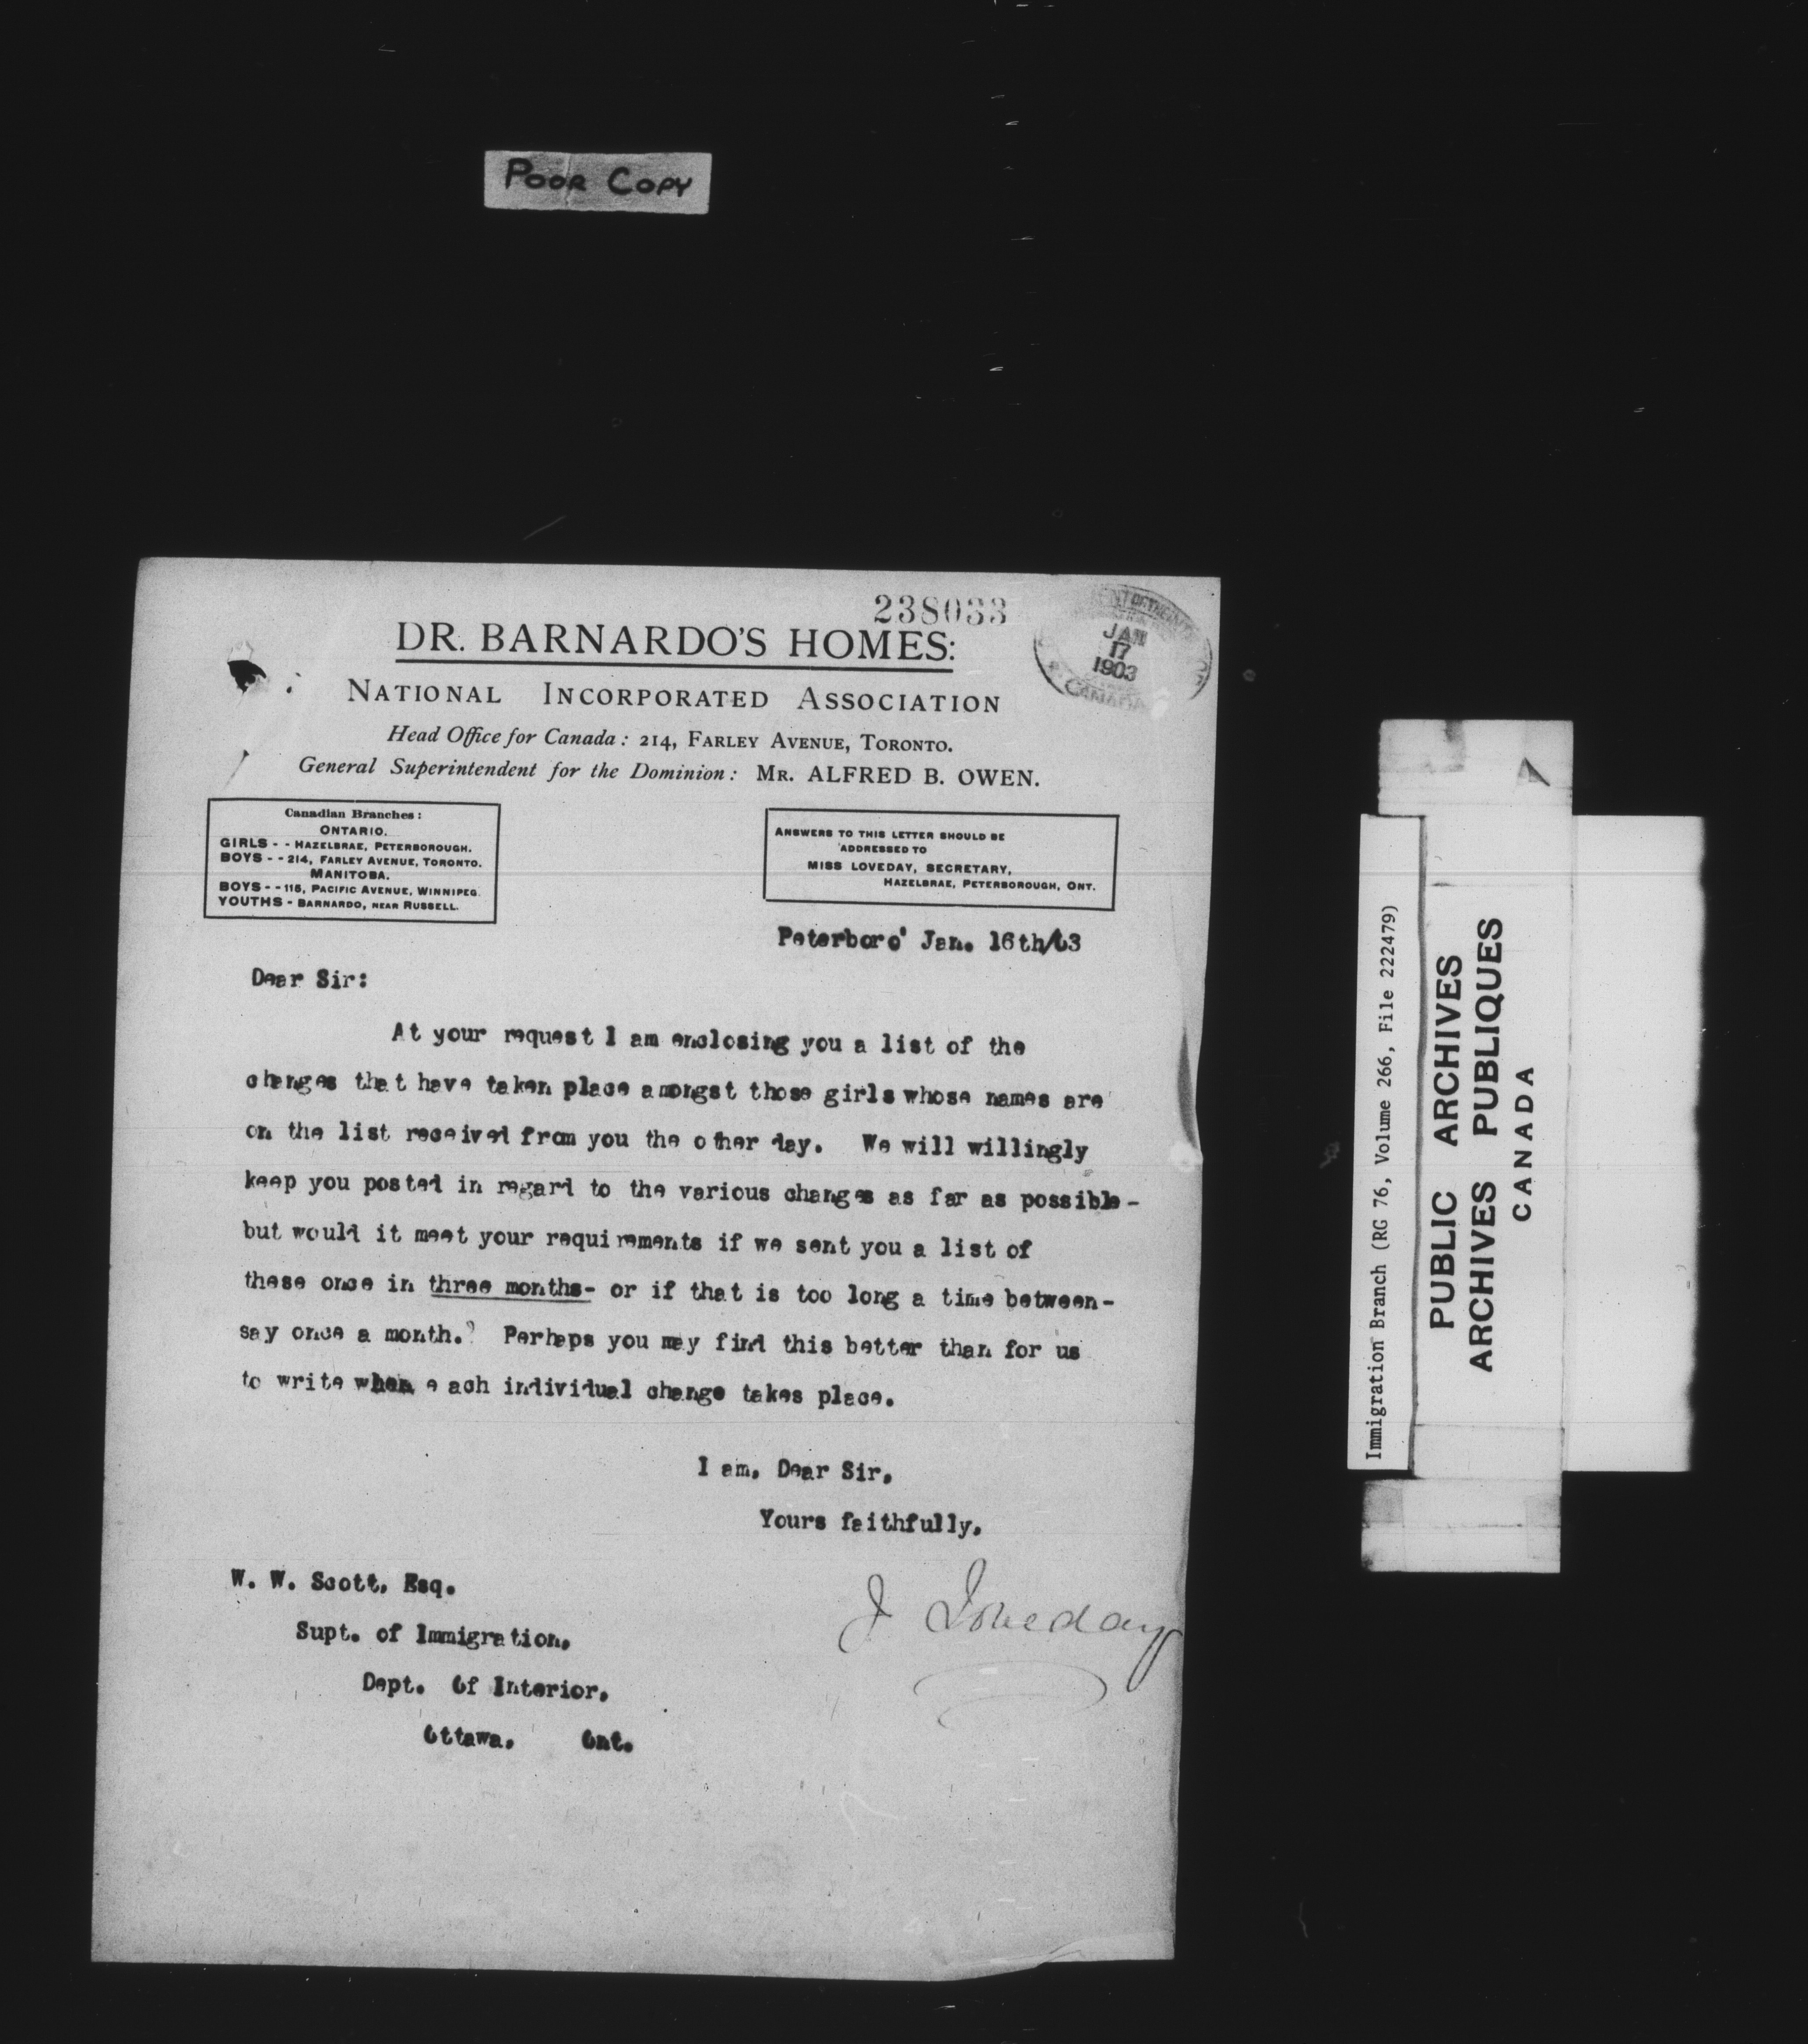 POOR COPY
238033
DR. BARNARDO'S HOMES:
NATIONAL INCORPORATED ASSOCIATION
Head Office for Canada: 214, FARLEY AVENUE, TORONTO.
General Superintendent for the Dominion: MR. ALFRED B. OWEN.
JAN
17
1903
CANADA
Canadian Branches:
ONTARIO.
GIRLS - - HAZELBRAE, PETERBOROUGH.
BOYS - - 214, FARLEY AVENUE, TORONTO.
MANITOBA.
BOYS - - 115, PACIFIC AVENUE, WINNIPEG.
YOUTHS - BARNARDO, NEAR RUSSELL.
ANSWERS TO THIS LETTER SHOULD BE
ADDRESSED TO
MISS LOVEDAY, SECRETARY,
HAZELBRAE, PETERBOROUGH, ONT.
Peterboro' Jan. 16th/03
Dear Sir:
At your request I am enclosing you a list of the
changes that have taken place amongst those girls whose names are
on the list received from you the other day. We will willingly
keep you posted in regard to the various changes as far as possible-
but would it meet your requirements if we sent you a list of
these once in three months- or if that is too long a time between-
say once a month.? Perhaps you may find this better than for us
to write when each individual change takes place.
I am, Dear Sir,
Yours faithfully,
J Loveday
W. W. Scott, Esq.
Supt. of Immigration,
Dept. Of Interior,
Ottawa. Ont.
Immigration Branch (RG 76, Volume 266, File 222479)
PUBLIC ARCHIVES
ARCHIVES PUBLIQUES
CANADA